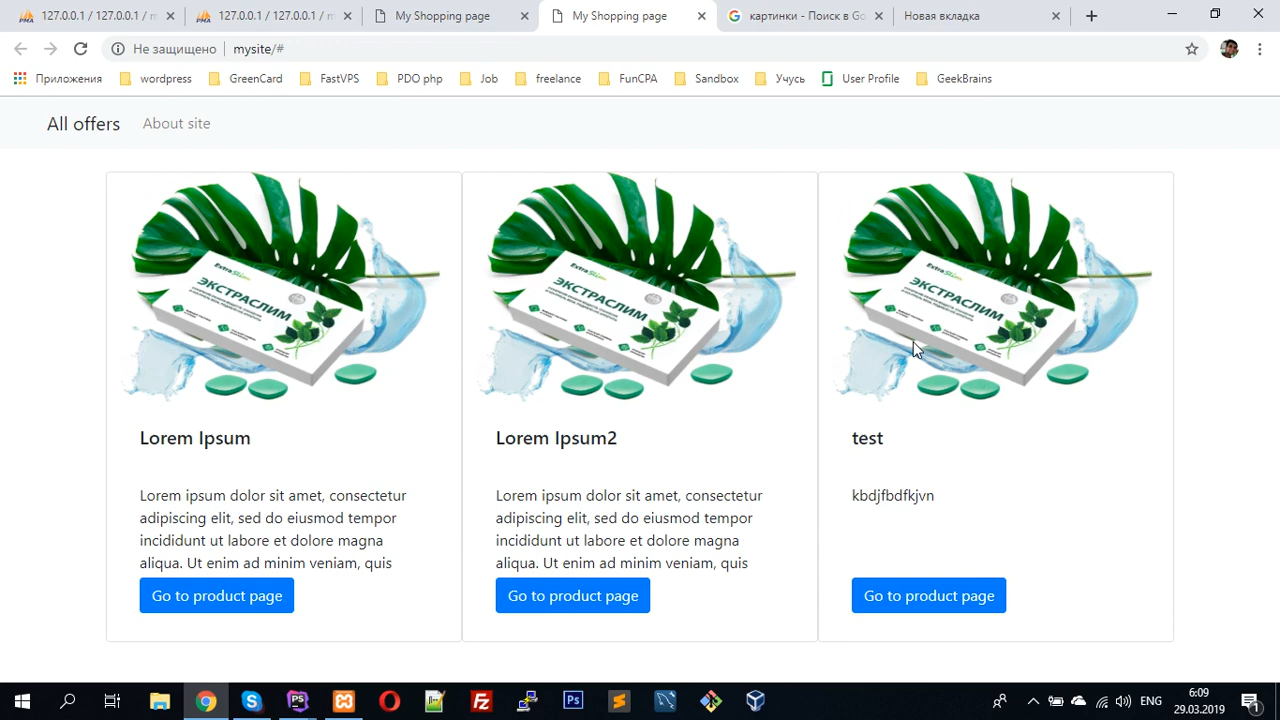 127.0.0.1 / 127.0.0.1 / m
127.0.0.1 / 127.0.0.1 / m
My Shopping page
My Shopping page
картинки - Поиск в Go
Новая вкладка
Не защищено
mysite/#
Приложения
wordpress
GreenCard
FastVPS
PDO php
Job
freelance
FunCPA
Sandbox
Учусь
User Profile
GeekBrains
All offers
About site
ExtraSlim
ЭКСТРАСЛИМ
ExtraSlim
ЭКСТРАСЛИМ
ExtraSlim
ЭКСТРАСЛИМ
Lorem Ipsum
Lorem Ipsum2
test
Lorem ipsum dolor sit amet, consectetur
adipiscing elit, sed do eiusmod tempor
incididunt ut labore et dolore magna
aliqua. Ut enim ad minim veniam, quis
Lorem ipsum dolor sit amet, consectetur
adipiscing elit, sed do eiusmod tempor
incididunt ut labore et dolore magna
aliqua. Ut enim ad minim veniam, quis
kbdjfbdfkjvn
Go to product page
Go to product page
Go to product page
ENG
6:09
29.03.2019